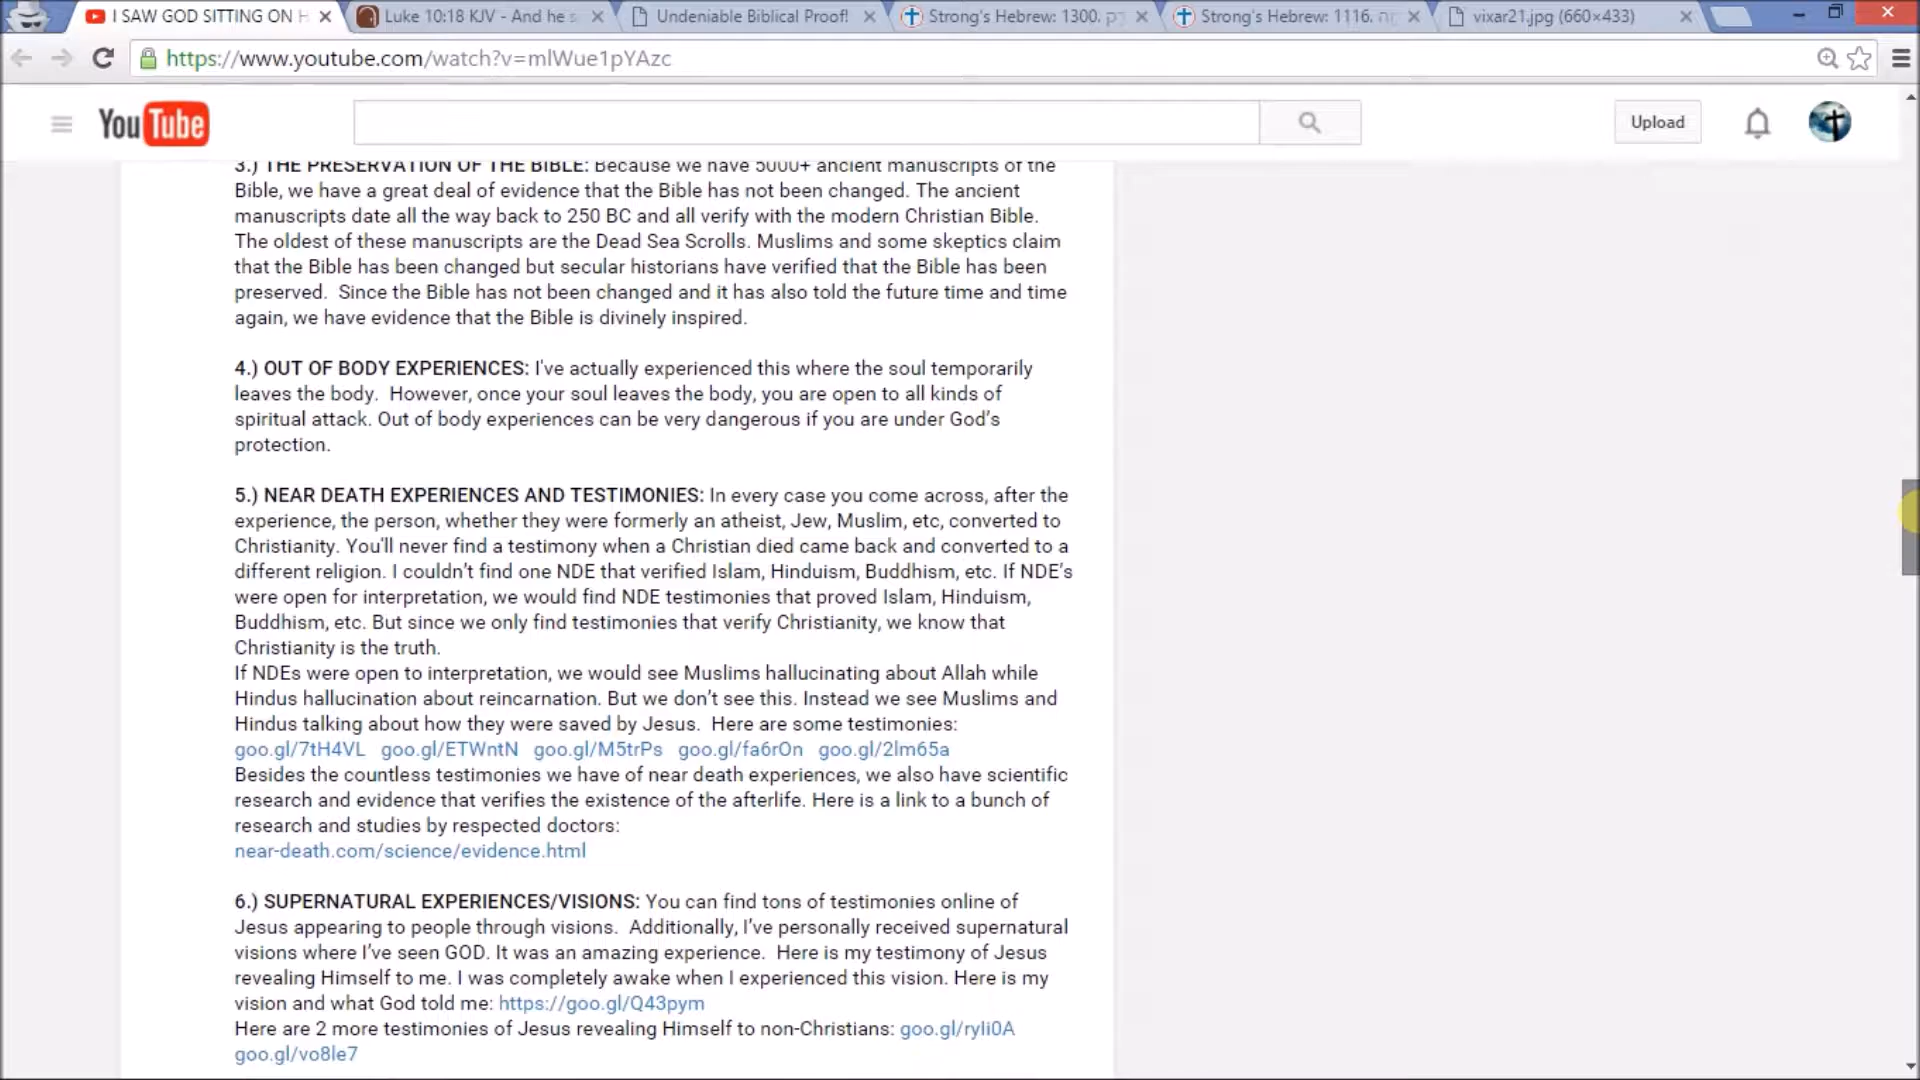 I SAW GOD SITTING ON H
Luke 10:18 KJV - And he s
Undeniable Biblical Proof!
Strong's Hebrew: 1300.
Strong's Hebrew: 1116.
vixar21.jpg (660×433)
https://www.youtube.com/watch?v=mlWue1pYAzc
YouTube
Upload
3.) THE PRESERVATION OF THE BIBLE: Because we have 5000+ ancient manuscripts of the
Bible, we have a great deal of evidence that the Bible has not been changed. The ancient
manuscripts date all the way back to 250 BC and all verify with the modern Christian Bible.
The oldest of these manuscripts are the Dead Sea Scrolls. Muslims and some skeptics claim
that the Bible has been changed but secular historians have verified that the Bible has been
preserved. Since the Bible has not been changed and it has also told the future time and time
again, we have evidence that the Bible is divinely inspired.
4.) OUT OF BODY EXPERIENCES: I've actually experienced this where the soul temporarily
leaves the body. However, once your soul leaves the body, you are open to all kinds of
spiritual attack. Out of body experiences can be very dangerous if you are under God's
protection.
5.) NEAR DEATH EXPERIENCES AND TESTIMONIES: In every case you come across, after the
experience, the person, whether they were formerly an atheist, Jew, Muslim, etc, converted to
Christianity. You'll never find a testimony when a Christian died came back and converted to a
different religion. I couldn't find one NDE that verified Islam, Hinduism, Buddhism, etc. If NDE's
were open for interpretation, we would find NDE testimonies that proved Islam, Hinduism,
Buddhism, etc. But since we only find testimonies that verify Christianity, we know that
Christianity is the truth.
If NDEs were open to interpretation, we would see Muslims hallucinating about Allah while
Hindus hallucination about reincarnation. But we don't see this. Instead we see Muslims and
Hindus talking about how they were saved by Jesus. Here are some testimonies:
goo.gl/7tH4VL goo.gl/ETWntN goo.gl/M5trPs goo.gl/fa6rOn goo.gl/2lm65a
Besides the countless testimonies we have of near death experiences, we also have scientific
research and evidence that verifies the existence of the afterlife. Here is a link to a bunch of
research and studies by respected doctors:
near-death.com/science/evidence.html
6.) SUPERNATURAL EXPERIENCES/VISIONS: You can find tons of testimonies online of
Jesus appearing to people through visions. Additionally, I've personally received supernatural
visions where I've seen GOD. It was an amazing experience. Here is my testimony of Jesus
revealing Himself to me. I was completely awake when I experienced this vision. Here is my
vision and what God told me: https://goo.gl/Q43pym
Here are 2 more testimonies of Jesus revealing Himself to non-Christians: goo.gl/ryIi0A
goo.gl/vo8le7